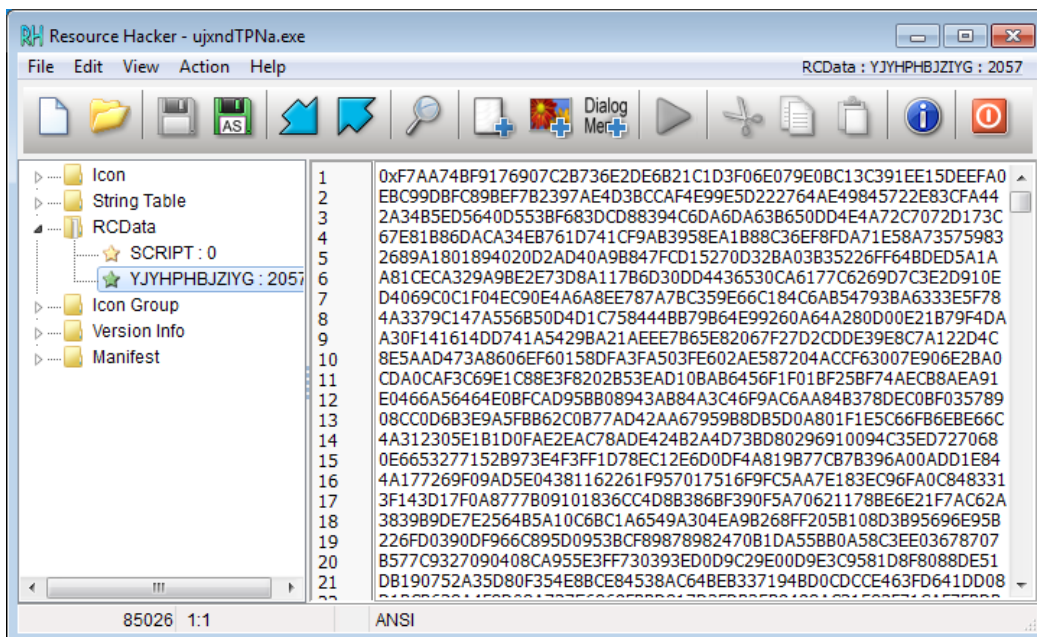 Resource Hacker - ujxndTPNa.exe
File Edit View Action Help
RCData : YJYHPHBJZIYG : 2057
AS
Dialog
Men
Icon
String Table
RCData
SCRIPT : 0
YJYHPHBJZIYG : 2057
Icon Group
Version Info
Manifest
1 0xF7AA74BF9176907C2B736E2DE6B21C1D3F06E079E0BC13C391EE15DEEFA0
2 EBC99DBFC89BEF7B2397AE4D3BCCAF4E99E5D222764AE49845722E83CFA44
3 2A34B5ED5640D553BF683DCD88394C6DA6DA63B650DD4E4A72C7072D173C
4 67E81B86DACA34EB761D741CF9AB3958EA1B88C36EF8FDA71E58A73575983
5 2689A1801894020D2AD40A9B847FCD15270D32BA03B35226FF64BDED5A1A
6 A81CECA329A9BE2E73D8A117B6D30DD4436530CA6177C6269D7C3E2D910E
7 D4069C0C1F04EC90E4A6A8EE787A7BC359E66C184C6AB54793BA6333E5F78
8 4A3379C147A556B50D4D1C758444BB79B64E99260A64A280D00E21B79F4DA
9 A30F141614DD741A5429BA21AEEE7B65E82067F27D2CDDE39E8C7A122D4C
10 8E5AAD473A8606EF60158DFA3FA503FE602AE587204ACCF63007E906E2BA0
11 CDA0CAF3C69E1C88E3F8202B53EAD10BAB6456F1F01BF25BF74AECB8AEA91
12 E0466A56464E0BFCAD95BB08943AB84A3C46F9AC6AA84B378DEC0BF035789
13 08CC0D6B3E9A5FBB62C0B77AD42AA67959B8DB5D0A801F1E5C66FB6EBE66C
14 4A312305E1B1D0FAE2EAC78ADE424B2A4D73BD80296910094C35ED727068
15 0E6653277152B973E4F3FF1D78EC12E6D0DF4A819B77CB7B396A00ADD1E84
16 4A177269F09AD5E04381162261F957017516F9FC5AA7E183EC96FA0C848331
17 3F143D17F0A8777B09101836CC4D8B386BF390F5A70621178BE6E21F7AC62A
18 3839B9DE7E2564B5A10C6BC1A6549A304EA9B268FF205B108D3B95696E95B
19 226FD0390DF966C895D0953BCF89878982470B1DA55BB0A58C3EE03678707
20 B577C9327090408CA955E3FF730393ED0D9C29E00D9E3C9581D8F8088DE51
21 DB190752A35D80F354E8BCE84538AC64BEB337194BD0CDCCE463FD641DD08
85026 1:1 ANSI